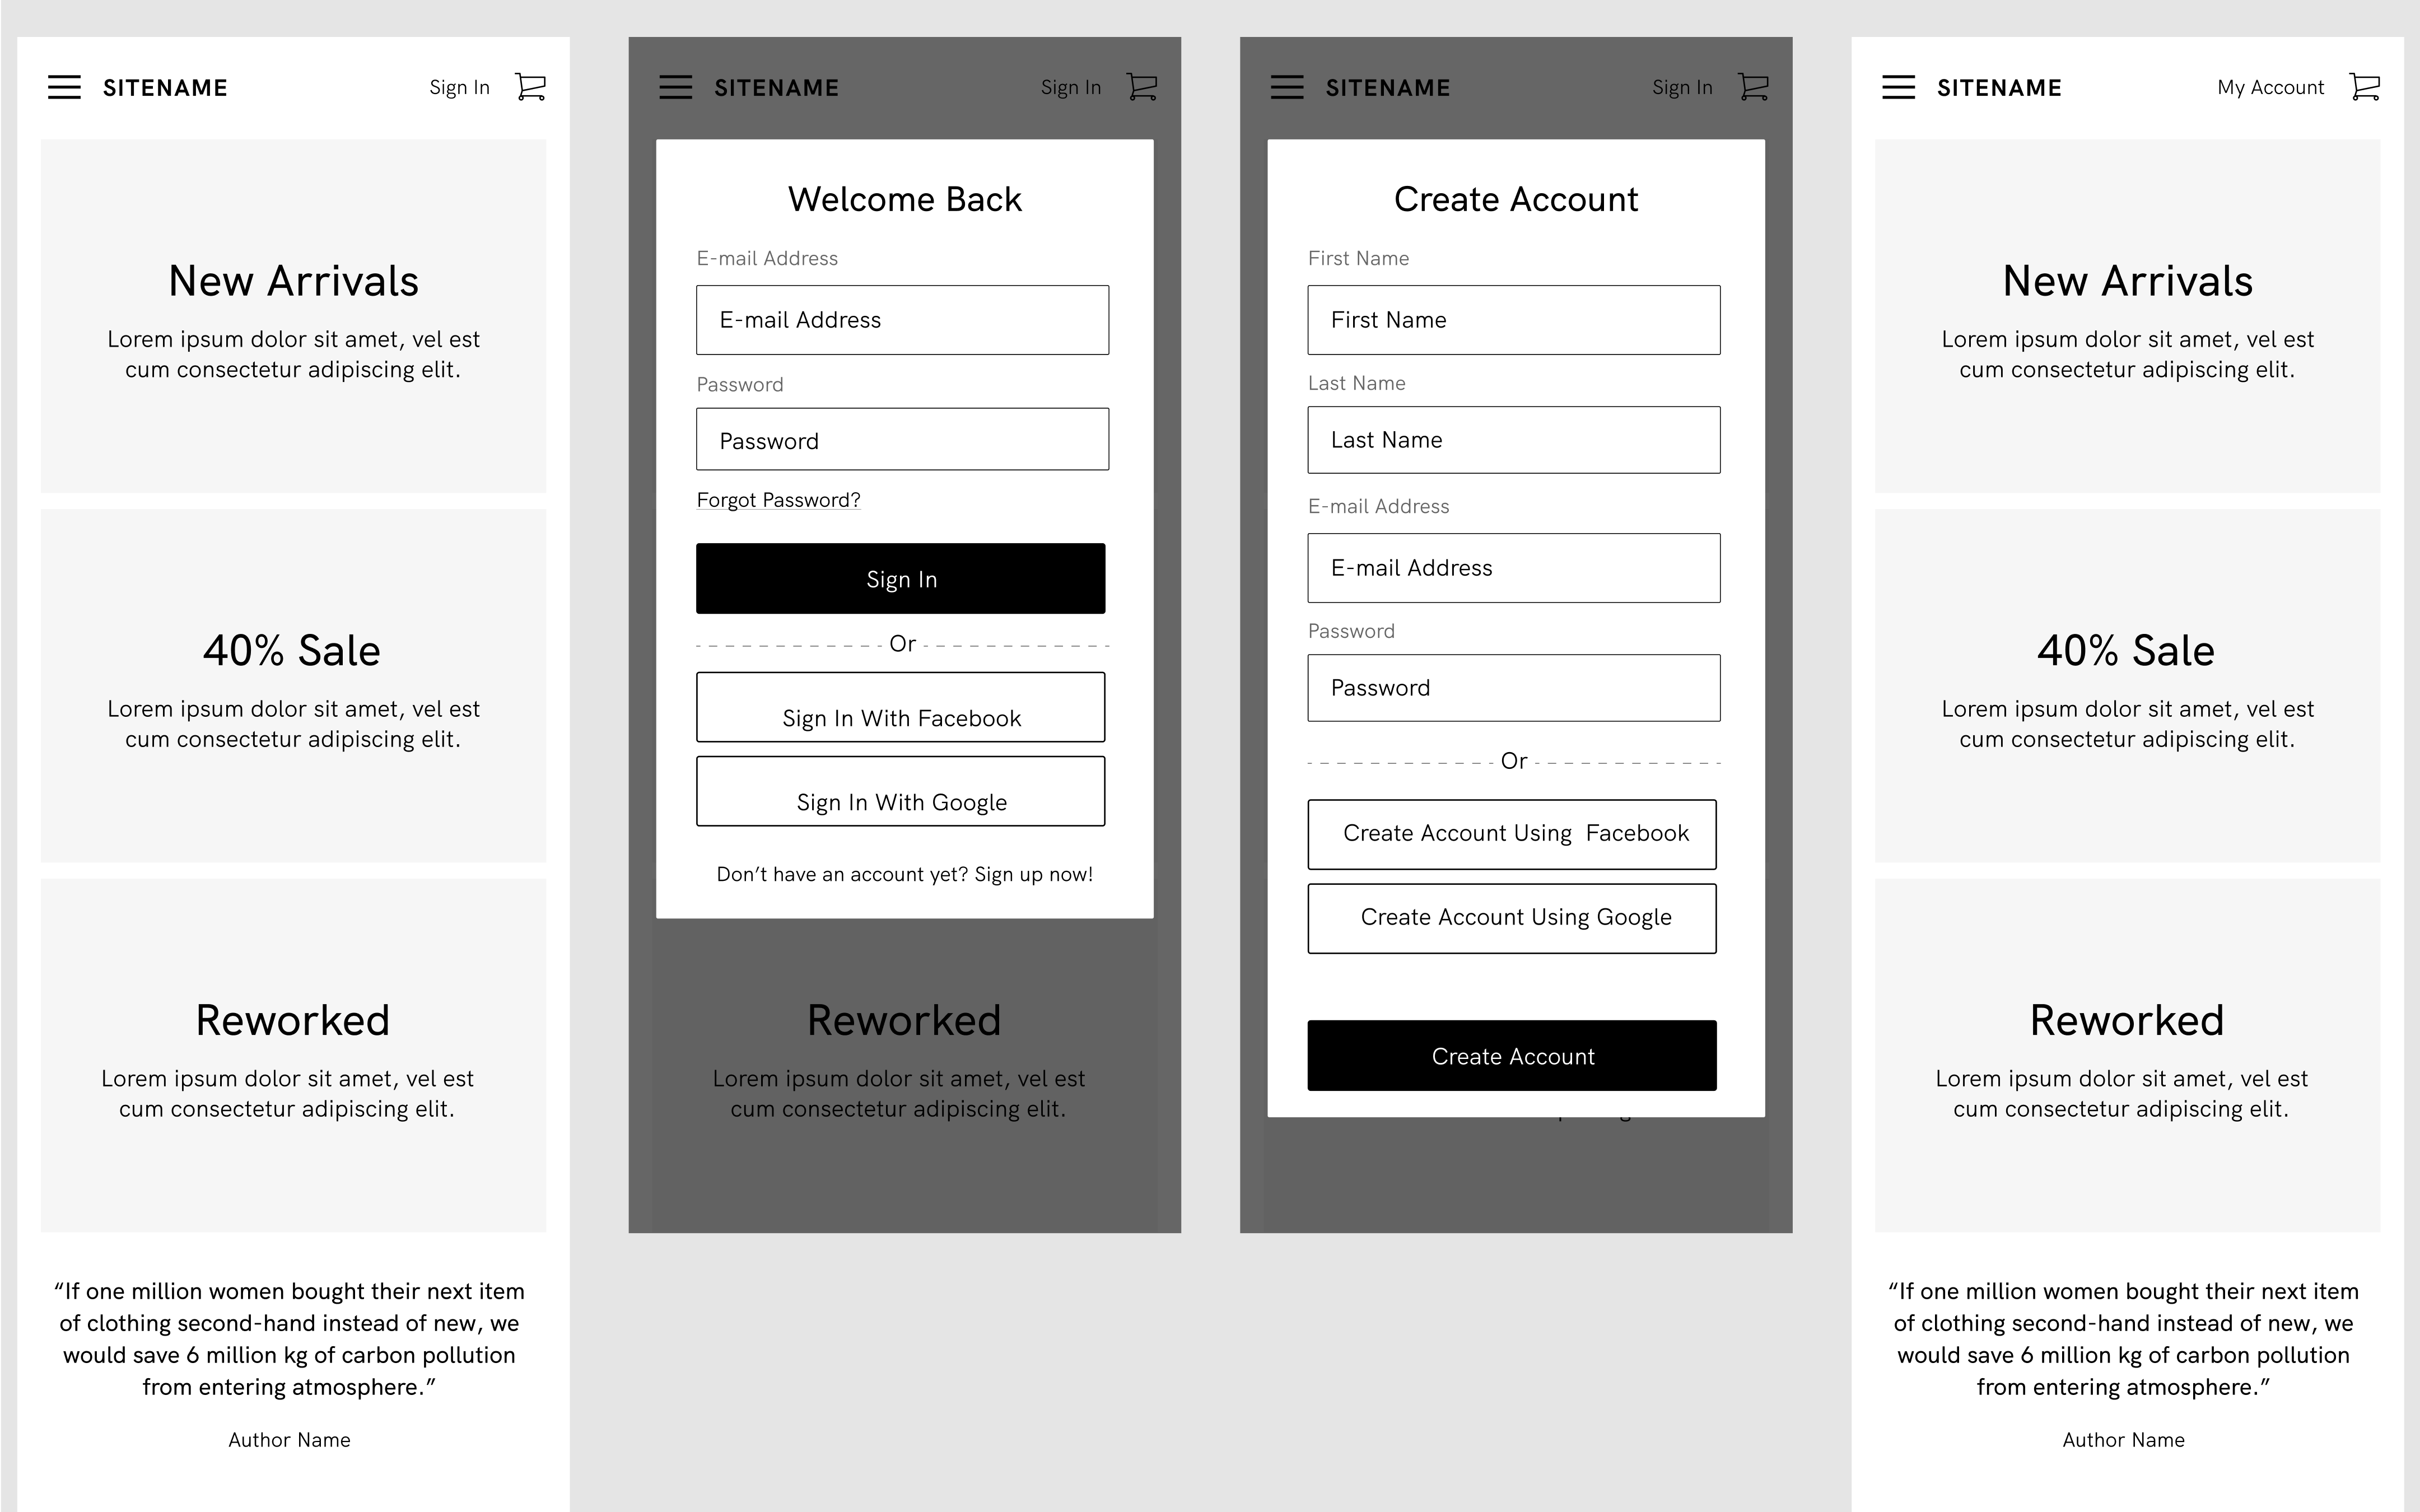 SITENAME
Sign In
New Arrivals
Lorem ipsum dolor sit amet, vel est
cum consectetur adipiscing elit.
40% Sale
Lorem ipsum dolor sit amet, vel est
cum consectetur adipiscing elit.
Reworked
Lorem ipsum dolor sit amet, vel est
cum consectetur adipiscing elit.
“If one million women bought their next item
of clothing second-hand instead of new, we
would save 6 million kg of carbon pollution
from entering atmosphere.”
Author Name
SITENAME
Sign In
Welcome Back
E-mail Address
E-mail Address
Password
Password
Forgot Password?
Sign In
Or
Sign In With Facebook
Sign In With Google
Don’t have an account yet? Sign up now!
Reworked
Lorem ipsum dolor sit amet, vel est
cum consectetur adipiscing elit.
SITENAME
Sign In
Create Account
First Name
First Name
Last Name
Last Name
E-mail Address
E-mail Address
Password
Password
Or
Create Account Using  Facebook
Create Account Using Google
Create Account
SITENAME
My Account
New Arrivals
Lorem ipsum dolor sit amet, vel est
cum consectetur adipiscing elit.
40% Sale
Lorem ipsum dolor sit amet, vel est
cum consectetur adipiscing elit.
Reworked
Lorem ipsum dolor sit amet, vel est
cum consectetur adipiscing elit.
“If one million women bought their next item
of clothing second-hand instead of new, we
would save 6 million kg of carbon pollution
from entering atmosphere.”
Author Name